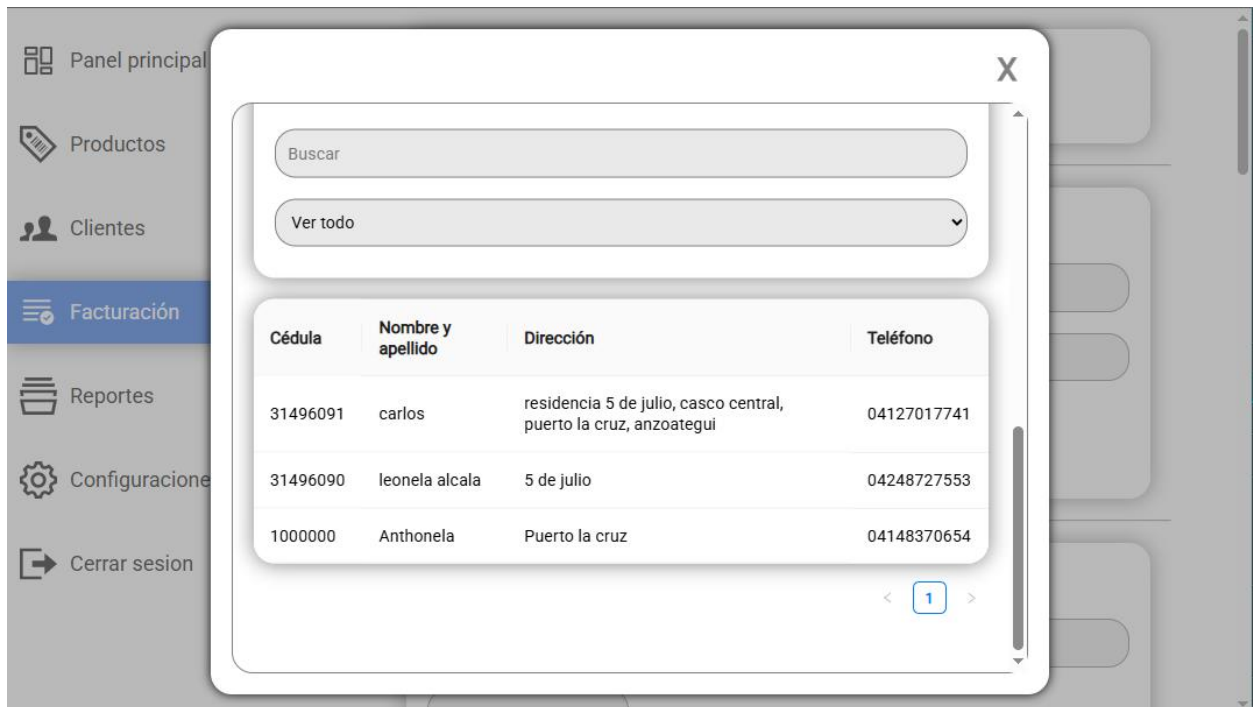 Panel principal
Productos
Clientes
Facturación
Reportes
Configuracione
Cerrar sesion
X
Buscar
Ver todo
Cédula Nombre y apellido Dirección Teléfono
31496091 carlos residencia 5 de julio, casco central, puerto la cruz, anzoategui 04127017741
31496090 leonela alcala 5 de julio 04248727553
1000000 Anthonela Puerto la cruz 04148370654
< 1 >